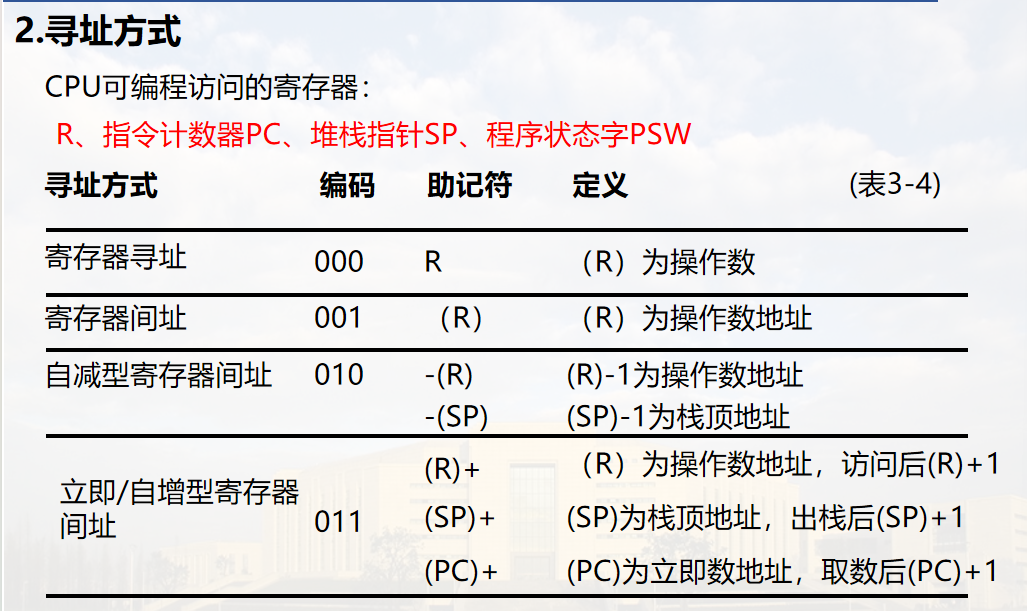 2.寻址方式
CPU可编程访问的寄存器：
R、指令计数器PC、堆栈指针SP、程序状态字PSW
寻址方式 编码 助记符 定义 (表3-4)
寄存器寻址 000 R （R）为操作数
寄存器间址 001 （R） （R）为操作数地址
自减型寄存器间址 010 -(R) (R)-1为操作数地址
-(SP) (SP)-1为栈顶地址
立即/自增型寄存器间址 011 (R)+ （R）为操作数地址，访问后(R)+1
(SP)+ (SP)为栈顶地址，出栈后(SP)+1
(PC)+ (PC)为立即数地址，取数后(PC)+1